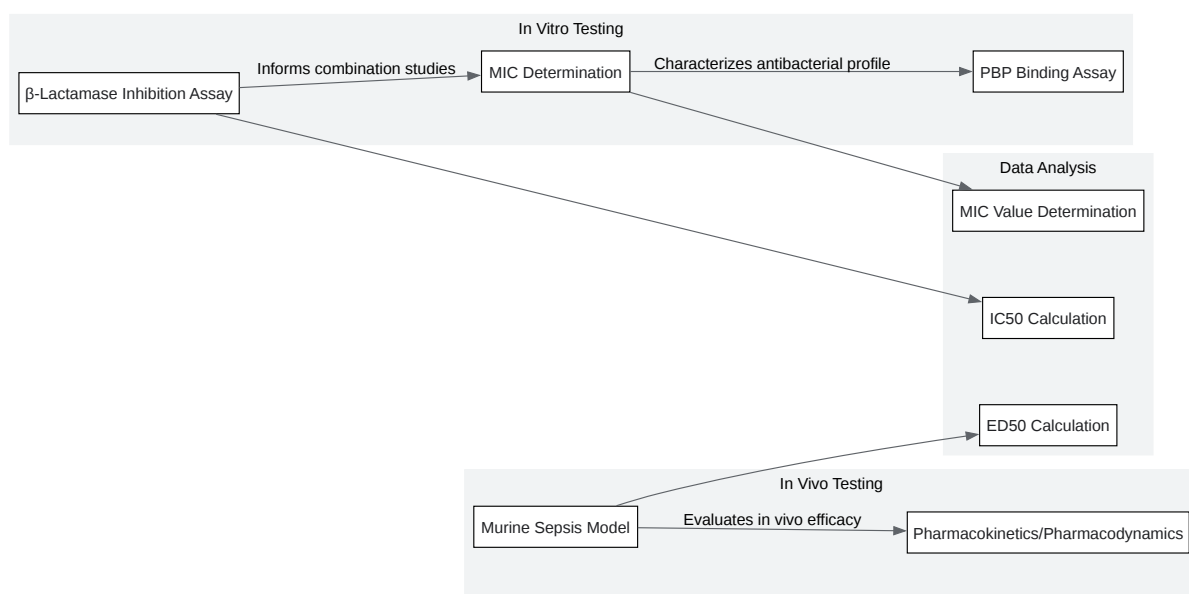 In Vitro Testing
Informs combination studies
MIC Determination
Characterizes antibacterial profile
PBP Binding Assay
β-Lactamase Inhibition Assay
Data Analysis
MIC Value Determination
IC50 Calculation
ED50 Calculation
In Vivo Testing
Murine Sepsis Model
Evaluates in vivo efficacy
Pharmacokinetics/Pharmacodynamics